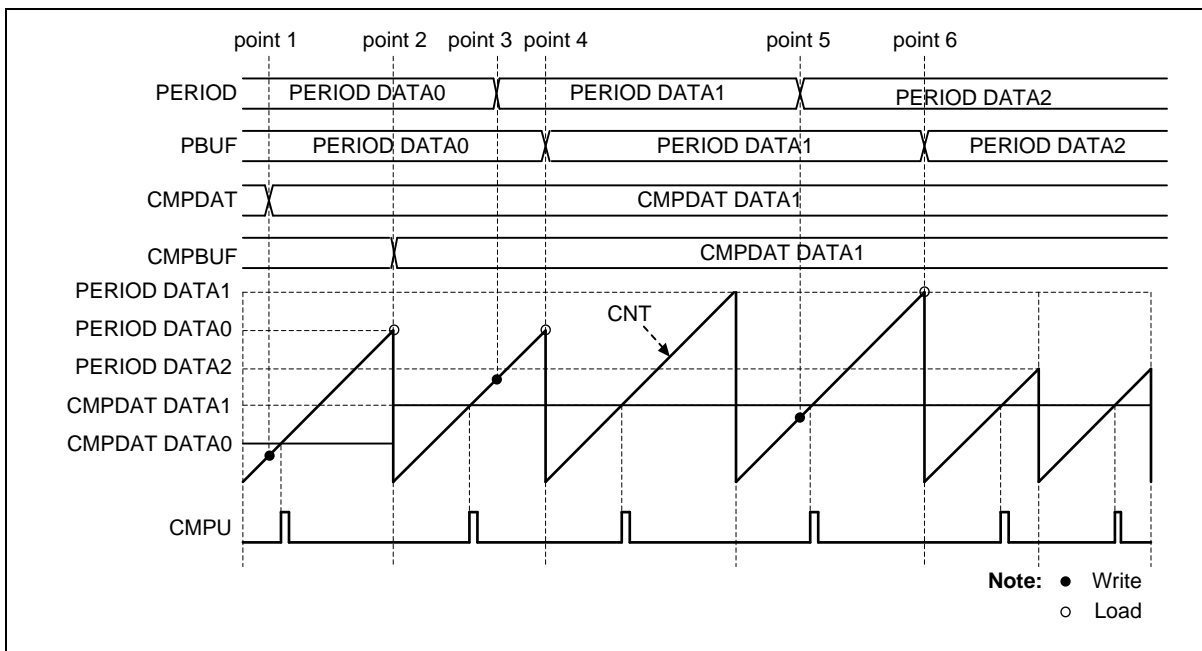 point 1 point 2 point 3 point 4 point 5 point 6
PERIOD PERIOD DATA0 PERIOD DATA1 PERIOD DATA2
PBUF PERIOD DATA0 PERIOD DATA1 PERIOD DATA2
CMPDAT CMPDAT DATA1
CMPBUF CMPDAT DATA1
PERIOD DATA1
CNT
PERIOD DATA0
PERIOD DATA2
CMPDAT DATA1
CMPDAT DATA0
CMPU
Note: ● Write
○ Load